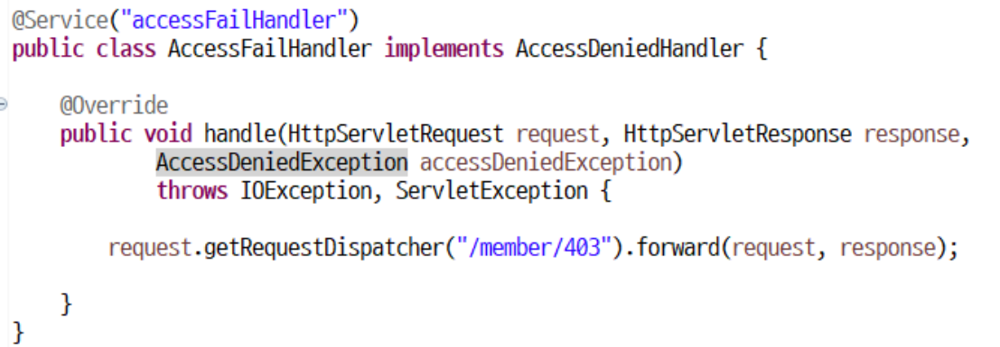 @Service("accessFailHandler")
public class AccessFailHandler implements AccessDeniedHandler {
@Override
public void handle(HttpServletRequest request, HttpServletResponse response,
AccessDeniedException accessDeniedException)
throws IOException, ServletException {
request.getRequestDispatcher("/member/403").forward(request, response);
}
}